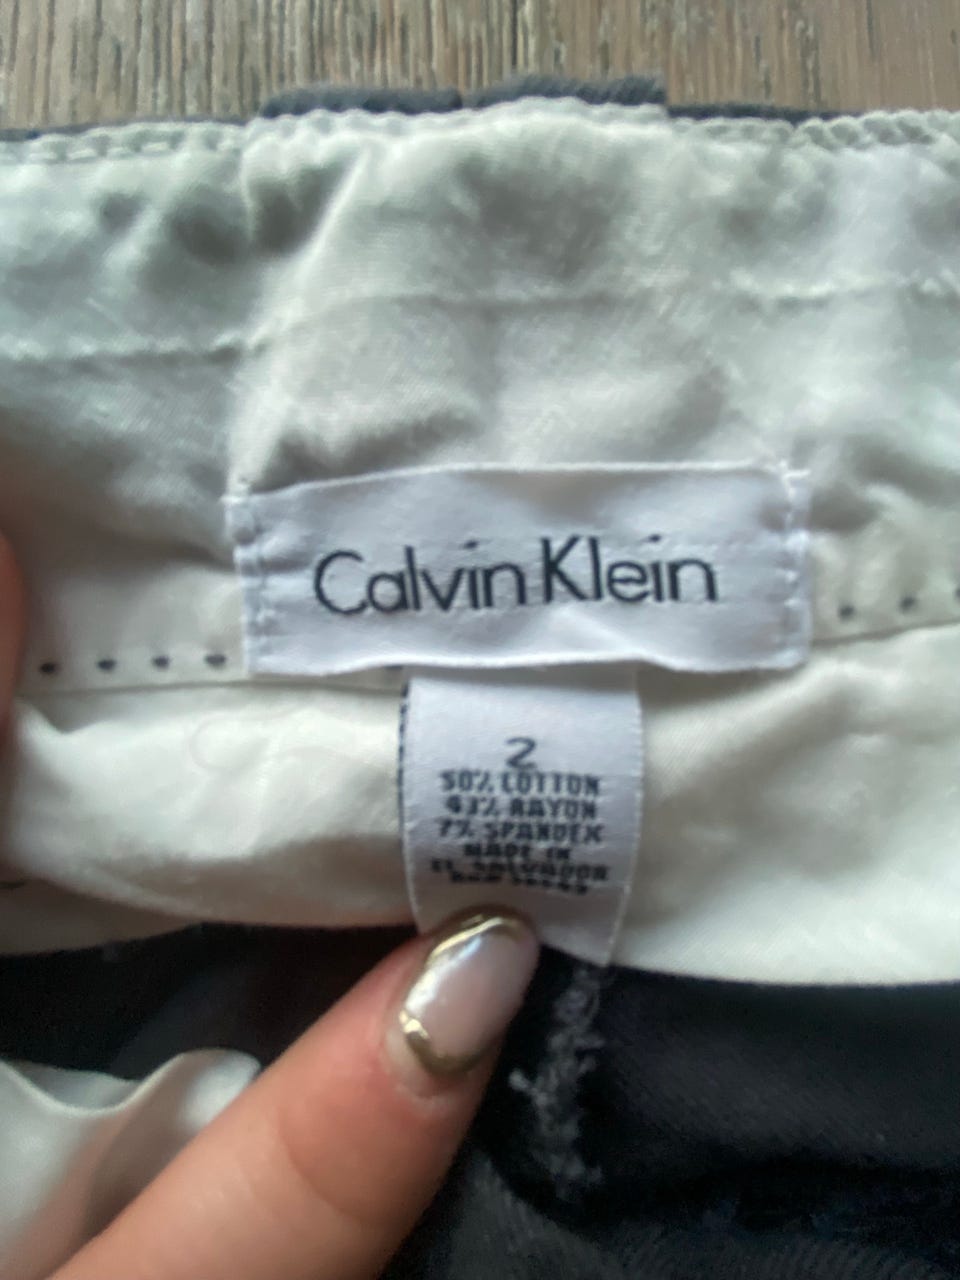 Calvin Klein
2
50% COTTON
43% RAYON
7% SPANDEX
MADE IN
EL SALVADOR